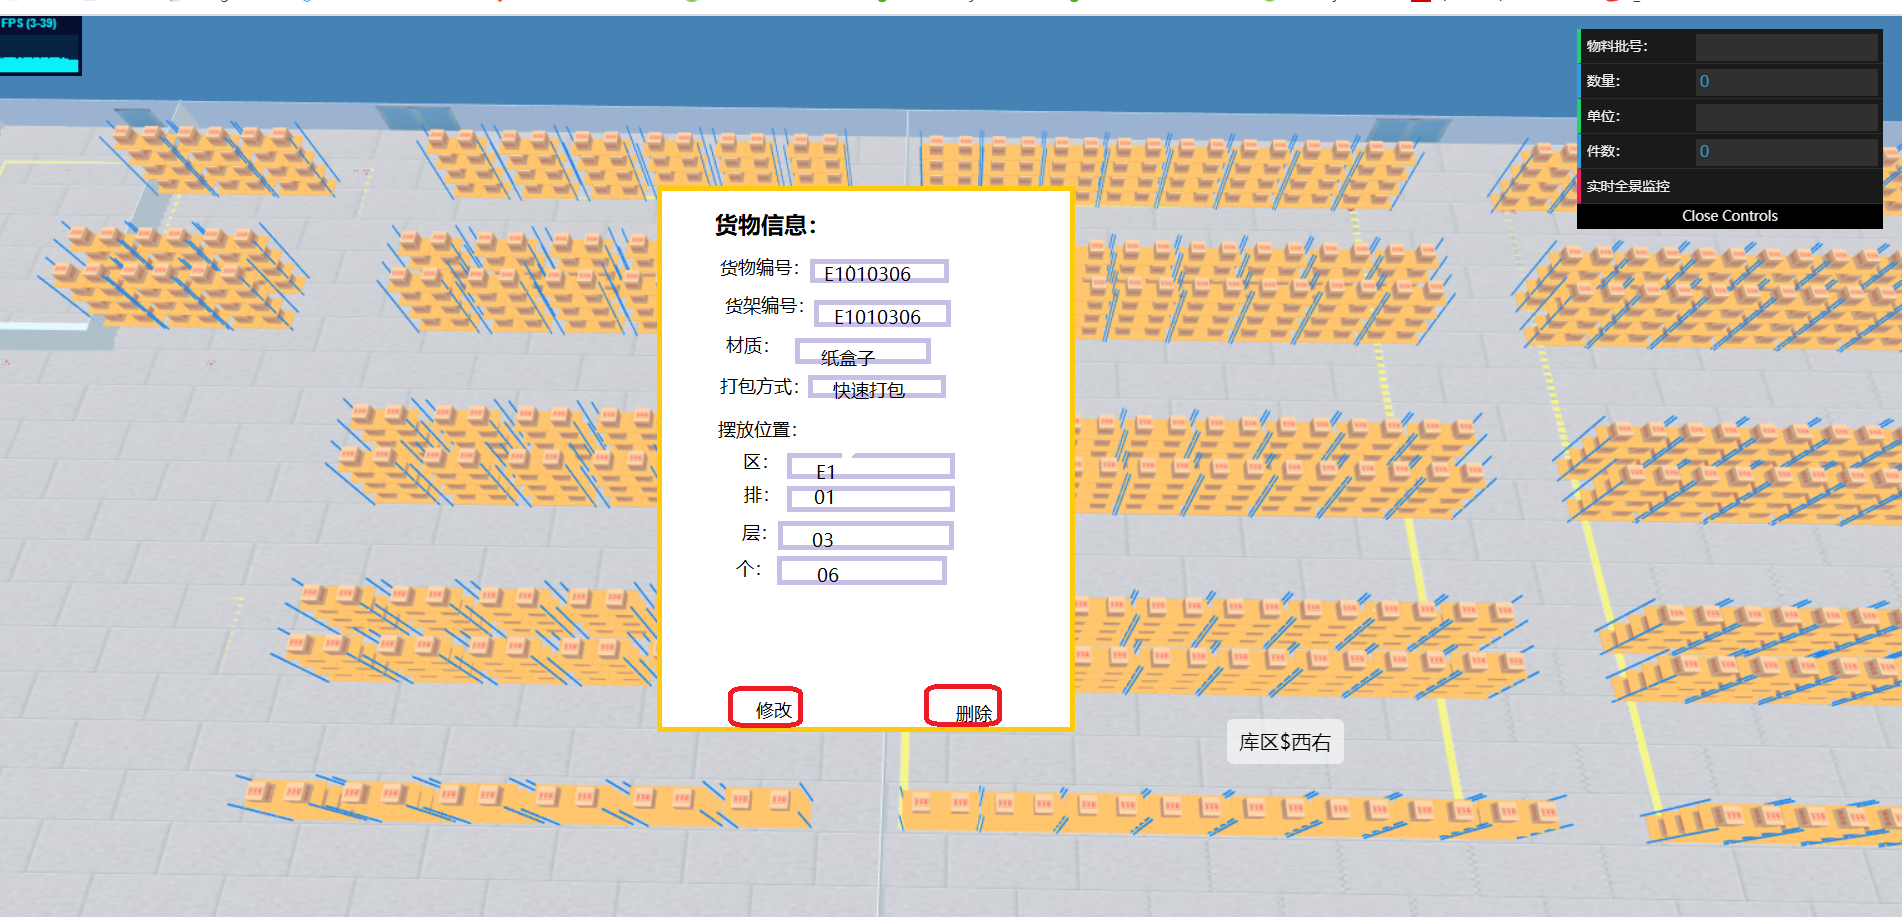 FPS (3-39)
物料批号:
数量: 0
单位:
件数: 0
实时全景监控
Close Controls
货物信息：
货物编号： E1010306
货架编号： E1010306
材质： 纸盒子
打包方式： 快速打包
摆放位置：
区： E1
排： 01
层： 03
个： 06
修改 删除
库区$西右